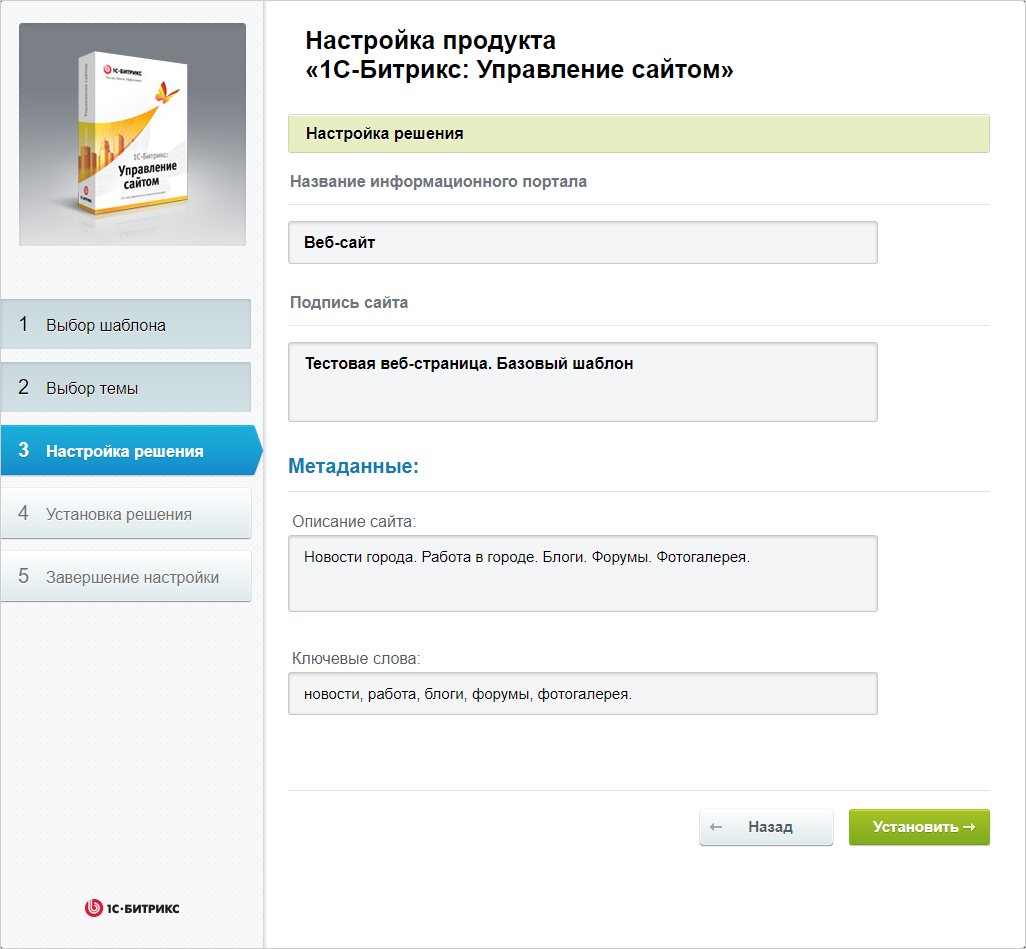 Настройка продукта
«1С-Битрикс: Управление сайтом»
1С-БИТРИКС
1С-Битрикс:
Управление
сайтом
1 Выбор шаблона
2 Выбор темы
3 Настройка решения
4 Установка решения
5 Завершение настройки
1С-БИТРИКС
Настройка решения
Название информационного портала
Веб-сайт
Подпись сайта
Тестовая веб-страница. Базовый шаблон
Метаданные:
Описание сайта:
Новости города. Работа в городе. Блоги. Форумы. Фотогалерея.
Ключевые слова:
новости, работа, блоги, форумы, фотогалерея.
← Назад
Установить →